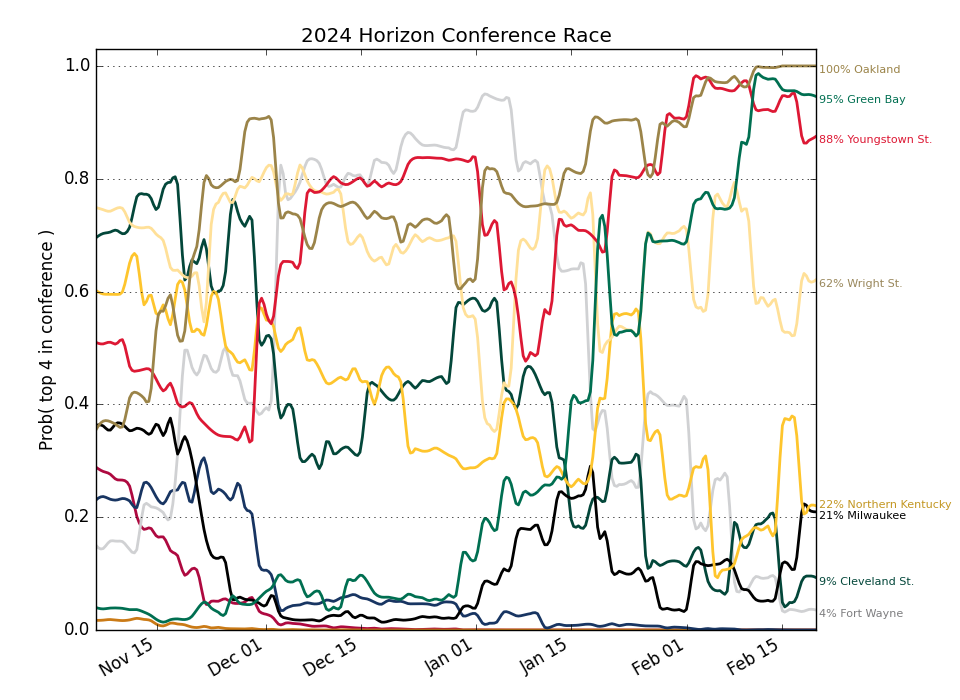 2024 Horizon Conference Race
Prob( top 4 in conference )
1.0
0.8
0.6
0.4
0.2
0.0
Nov 15
Dec 01
Dec 15
Jan 01
Jan 15
Feb 01
Feb 15
100% Oakland
95% Green Bay
88% Youngstown St.
62% Wright St.
22% Northern Kentucky
21% Milwaukee
9% Cleveland St.
4% Fort Wayne